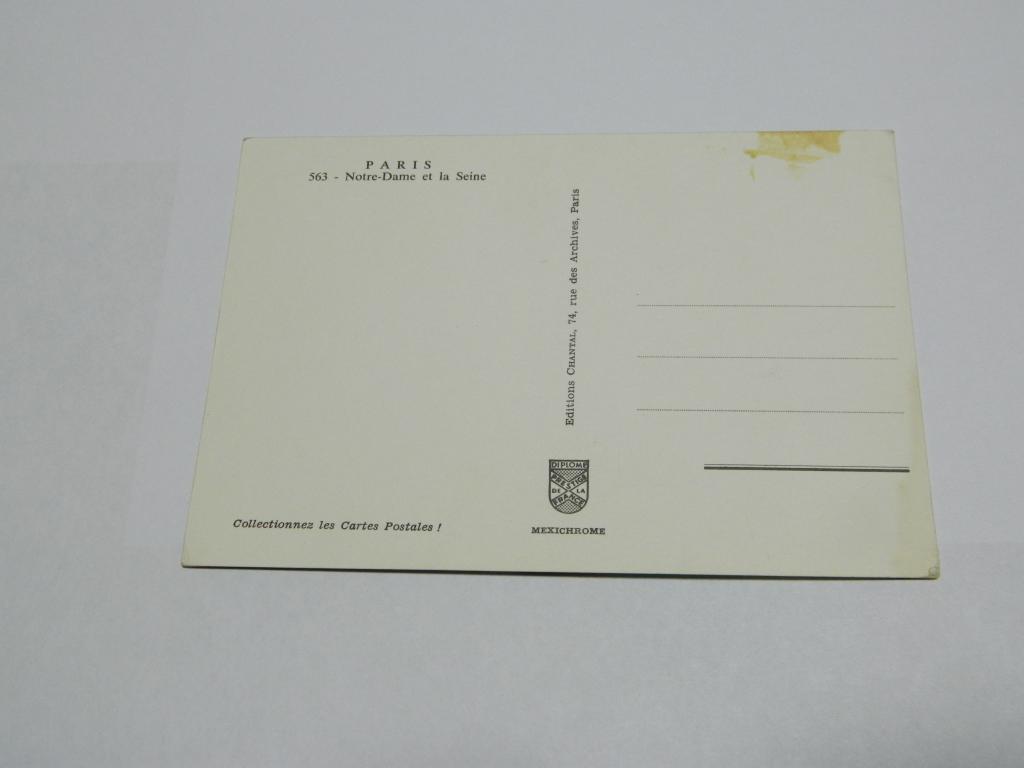 PARIS
563 - Notre-Dame et la Seine
Editions CHANTAL, 74, rue des Archives, Paris
DIPLOME
PRESTIGE
DE LA
FRANCE
MEXICHROME
Collectionnez les Cartes Postales !